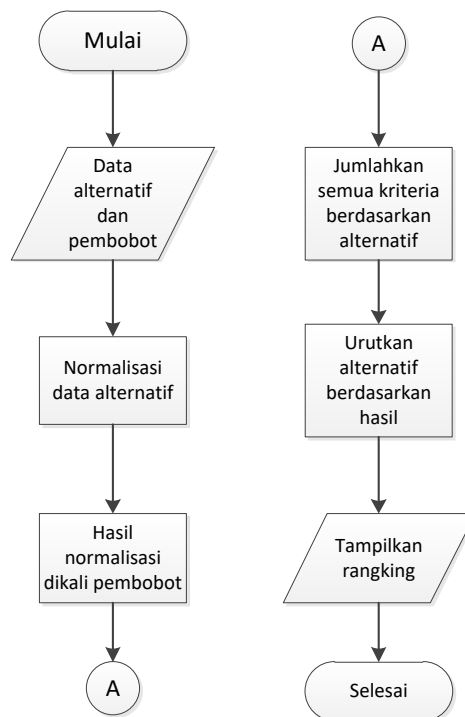 Mulai
Data
alternatif
dan
pembobot
Normalisasi
data alternatif
Hasil
normalisasi
dikali pembobot
A
A
Jumlahkan
semua kriteria
berdasarkan
alternatif
Urutkan
alternatif
berdasarkan
hasil
Tampilkan
rangking
Selesai